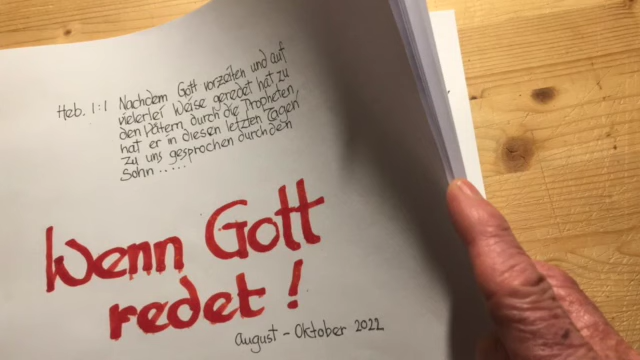 Heb. 1:1 Nachdem Gott vorzeiten und auf
vielerlei Weise geredet hat zu
den Vätern durch die Propheten,
hat er in diesen letzten Tagen
zu uns gesprochen durch den
Sohn .....
Wenn Gott
redet!
august - Oktober 2022